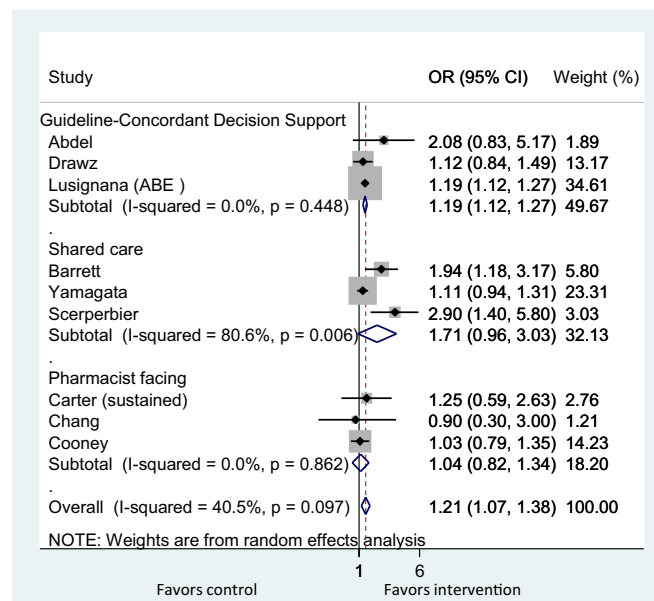 Study OR (95% CI) Weight (%)
Guideline-Concordant Decision Support
Abdel 2.08 (0.83, 5.17) 1.89
Drawz 1.12 (0.84, 1.49) 13.17
Lusignana (ABE ) 1.19 (1.12, 1.27) 34.61
Subtotal (I-squared = 0.0%, p = 0.448) 1.19 (1.12, 1.27) 49.67
.
Shared care
Barrett 1.94 (1.18, 3.17) 5.80
Yamagata 1.11 (0.94, 1.31) 23.31
Scerperbier 2.90 (1.40, 5.80) 3.03
Subtotal (I-squared = 80.6%, p = 0.006) 1.71 (0.96, 3.03) 32.13
.
Pharmacist facing
Carter (sustained) 1.25 (0.59, 2.63) 2.76
Chang 0.90 (0.30, 3.00) 1.21
Cooney 1.03 (0.79, 1.35) 14.23
Subtotal (I-squared = 0.0%, p = 0.862) 1.04 (0.82, 1.34) 18.20
.
Overall (I-squared = 40.5%, p = 0.097) 1.21 (1.07, 1.38) 100.00
NOTE: Weights are from random effects analysis
1 6
Favors control Favors intervention